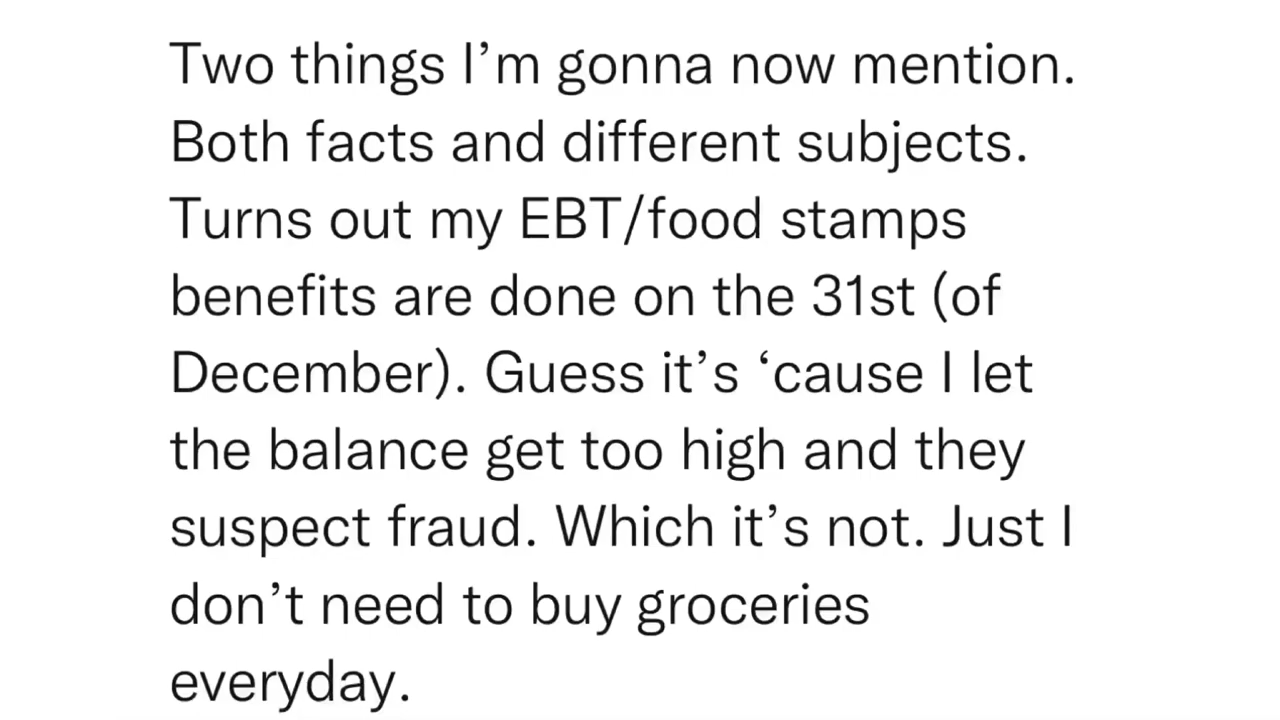 Two things I’m gonna now mention.
Both facts and different subjects.
Turns out my EBT/food stamps
benefits are done on the 31st (of
December). Guess it’s ‘cause I let
the balance get too high and they
suspect fraud. Which it’s not. Just I
don’t need to buy groceries
everyday.